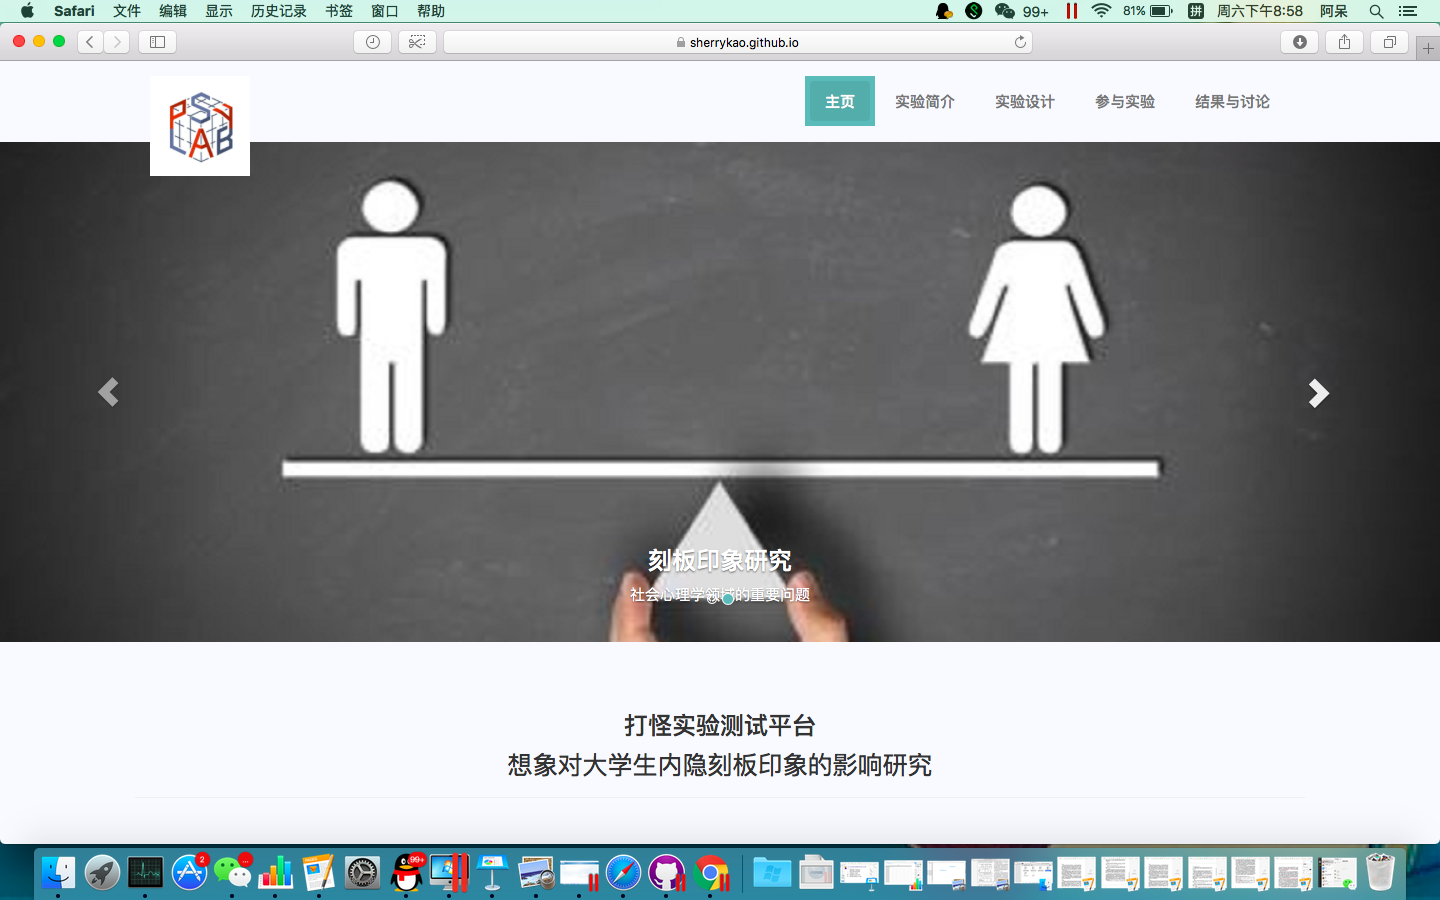 Safari 文件 编辑 显示 历史记录 书签 窗口 帮助 99+ 81% 拼 周六下午8:58 阿呆
sherrykao.github.io
PSY
LAB
主页 实验简介 实验设计 参与实验 结果与讨论
刻板印象研究
社会心理学领域的重要问题
打怪实验测试平台
想象对大学生内隐刻板印象的影响研究
2 ... 99+